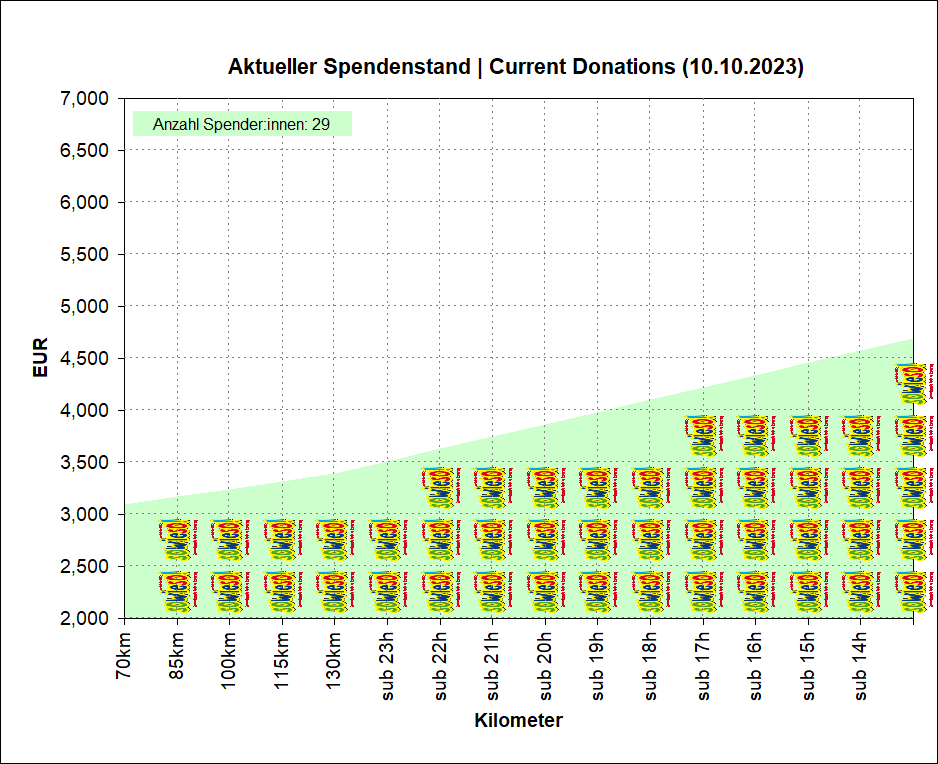 Aktueller Spendenstand | Current Donations (10.10.2023)
7,000
Anzahl Spender:innen: 29
6,500
6,000
5,500
5,000
EUR
4,500
4,000
3,500
3,000
2,500
2,000
70km
85km
100km
115km
130km
sub 23h
sub 22h
sub 21h
sub 20h
sub 19h
sub 18h
sub 17h
sub 16h
sub 15h
sub 14h
Kilometer